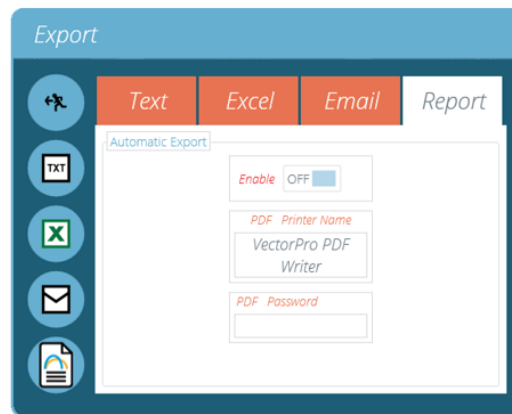 Export
Text Excel Email Report
Automatic Export
TXT
Enable OFF
X
PDF Printer Name
VectorPro PDF
Writer
PDF Password